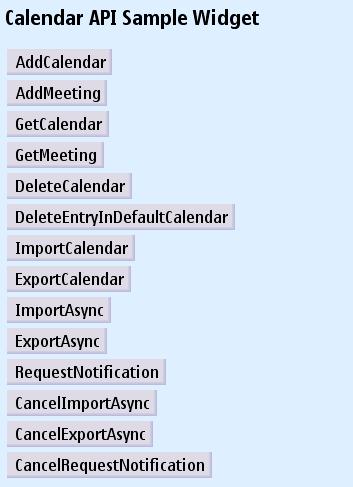 Calendar API Sample Widget
AddCalendar
AddMeeting
GetCalendar
GetMeeting
DeleteCalendar
DeleteEntryInDefaultCalendar
ImportCalendar
ExportCalendar
ImportAsync
ExportAsync
RequestNotification
CancelImportAsync
CancelExportAsync
CancelRequestNotification